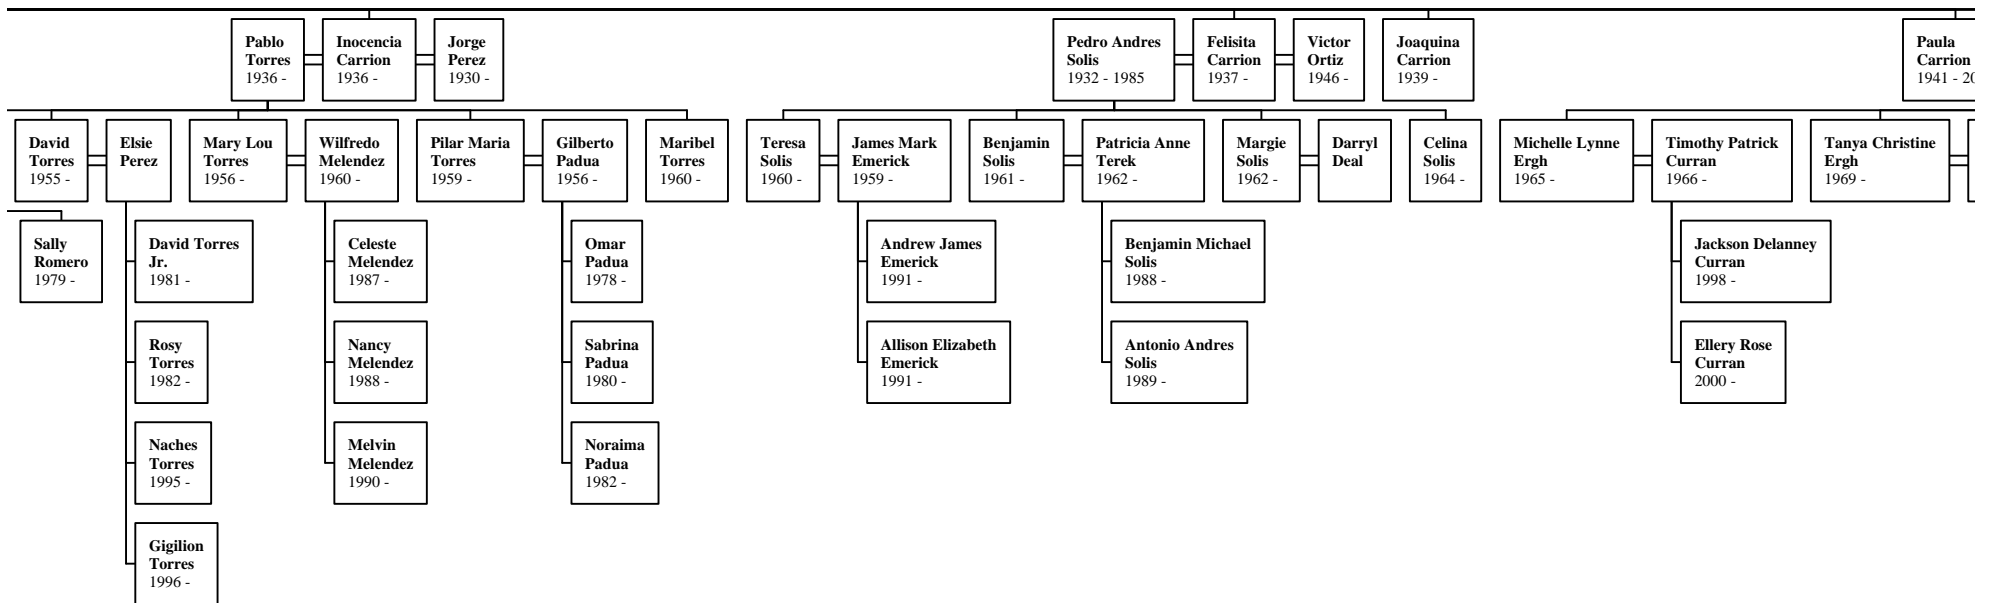 Pablo
Torres
1936 -
Inocencia
Carrion
1936 -
Jorge
Perez
1930 -
Pedro Andres
Solis
1932 - 1985
Felisita
Carrion
1937 -
Victor
Ortiz
1946 -
Joaquina
Carrion
1939 -
Paula
Carrion
1941 - 20
David
Torres
1955 -
Elsie
Perez
Mary Lou
Torres
1956 -
Wilfredo
Melendez
1960 -
Pilar Maria
Torres
1959 -
Gilberto
Padua
1956 -
Maribel
Torres
1960 -
Teresa
Solis
1960 -
James Mark
Emerick
1959 -
Benjamin
Solis
1961 -
Patricia Anne
Terek
1962 -
Margie
Solis
1962 -
Darryl
Deal
Celina
Solis
1964 -
Michelle Lynne
Ergh
1965 -
Timothy Patrick
Curran
1966 -
Tanya Christine
Ergh
1969 -
Sally
Romero
1979 -
David Torres
Jr.
1981 -
Celeste
Melendez
1987 -
Omar
Padua
1978 -
Andrew James
Emerick
1991 -
Benjamin Michael
Solis
1988 -
Jackson Delanney
Curran
1998 -
Rosy
Torres
1982 -
Nancy
Melendez
1988 -
Sabrina
Padua
1980 -
Allison Elizabeth
Emerick
1991 -
Antonio Andres
Solis
1989 -
Ellery Rose
Curran
2000 -
Naches
Torres
1995 -
Melvin
Melendez
1990 -
Noraima
Padua
1982 -
Gigilion
Torres
1996 -